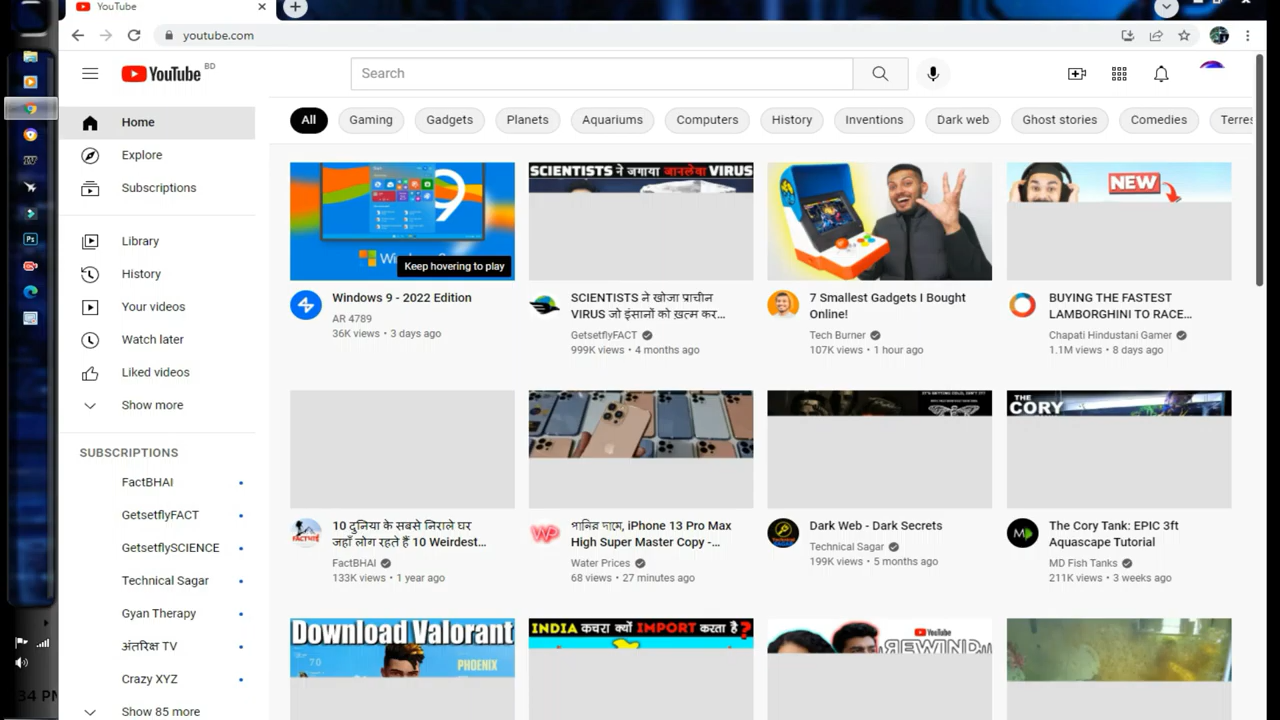 YouTube
youtube.com
YouTube BD
Search
Home
Explore
Subscriptions
Library
History
Your videos
Watch later
Liked videos
Show more
SUBSCRIPTIONS
FactBHAI
GetsetflyFACT
GetsetflySCIENCE
Technical Sagar
Gyan Therapy
अंतरिक्ष TV
Crazy XYZ
Show 85 more
All
Gaming
Gadgets
Planets
Aquariums
Computers
History
Inventions
Dark web
Ghost stories
Comedies
Terres
9
Keep hovering to play
Windows 9 - 2022 Edition
AR 4789
36K views • 3 days ago
SCIENTISTS ने जगाया जानलेवा VIRUS
SCIENTISTS ने खोजा प्राचीन
VIRUS जो इंसानों को ख़त्म कर...
GetsetflyFACT
999K views • 4 months ago
7 Smallest Gadgets I Bought
Online!
Tech Burner
107K views • 1 hour ago
NEW
BUYING THE FASTEST
LAMBORGHINI TO RACE...
Chapati Hindustani Gamer
1.1M views • 8 days ago
10 दुनिया के सबसे निराले घर
जहाँ लोग रहते हैं 10 Weirdest...
FactBHAI
133K views • 1 year ago
পানির দামে, iPhone 13 Pro Max
High Super Master Copy -...
Water Prices
68 views • 27 minutes ago
Dark Web - Dark Secrets
Technical Sagar
199K views • 5 months ago
THE
CORY
The Cory Tank: EPIC 3ft
Aquascape Tutorial
MD Fish Tanks
211K views • 3 weeks ago
Download Valorant
PHOENIX
INDIA कचरा क्यों IMPORT करता है?
YouTube
REWIND
Ps
WP
34 PM